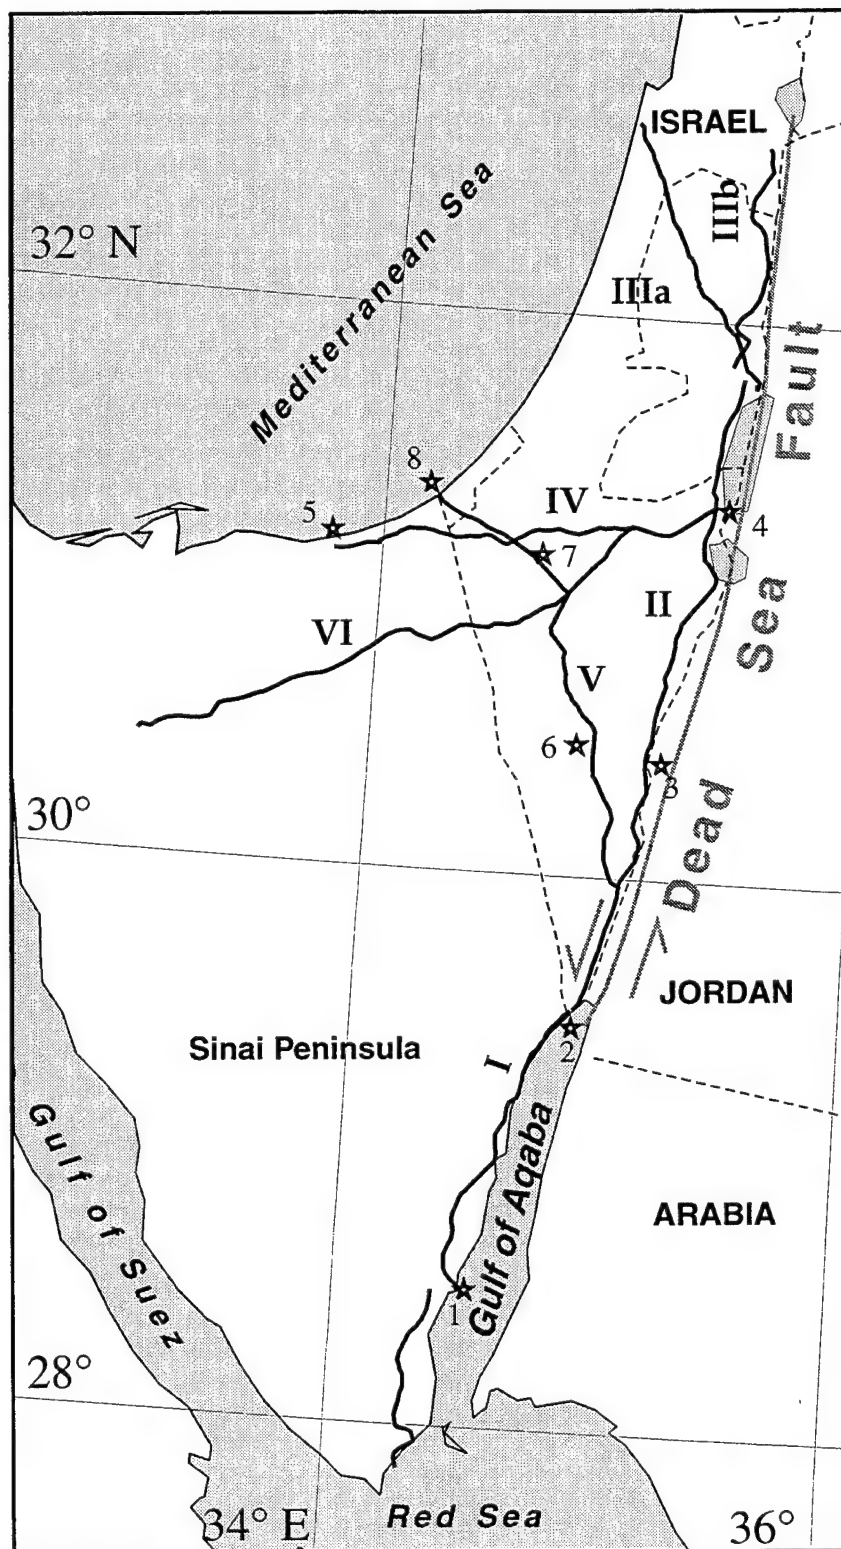 ISRAEL
Mediterranean Sea
32° N
IIIb
IIIa
Dead Sea Fault
8
5
IV
4
7
II
VI
V
6
3
30°
JORDAN
Sinai Peninsula
2
I
Gulf of Suez
Gulf of Aqaba
ARABIA
1
28°
34° E
Red Sea
36°